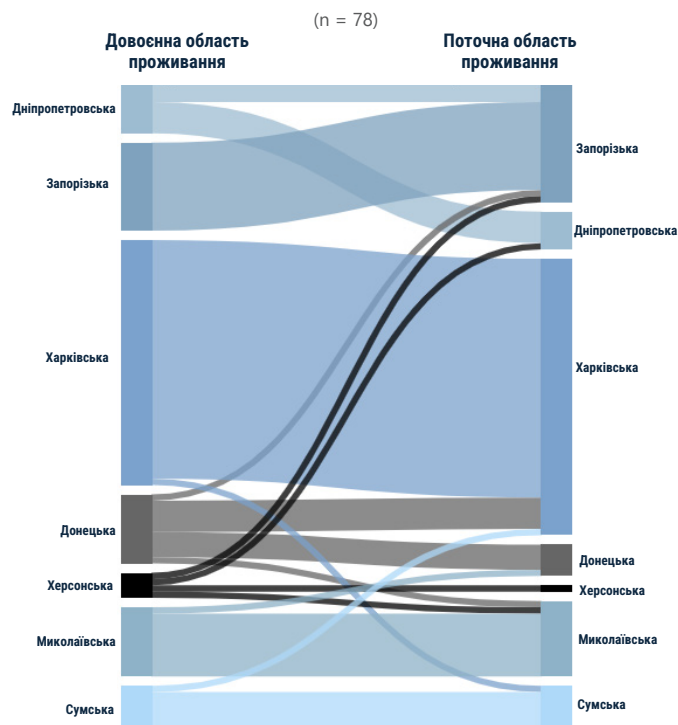 (n = 78)
Довоєнна область
проживання
Поточна область
проживання
Дніпропетровська
Запорізька
Харківська
Донецька
Херсонська
Миколаївська
Сумська
Запорізька
Дніпропетровська
Харківська
Донецька
Херсонська
Миколаївська
Сумська